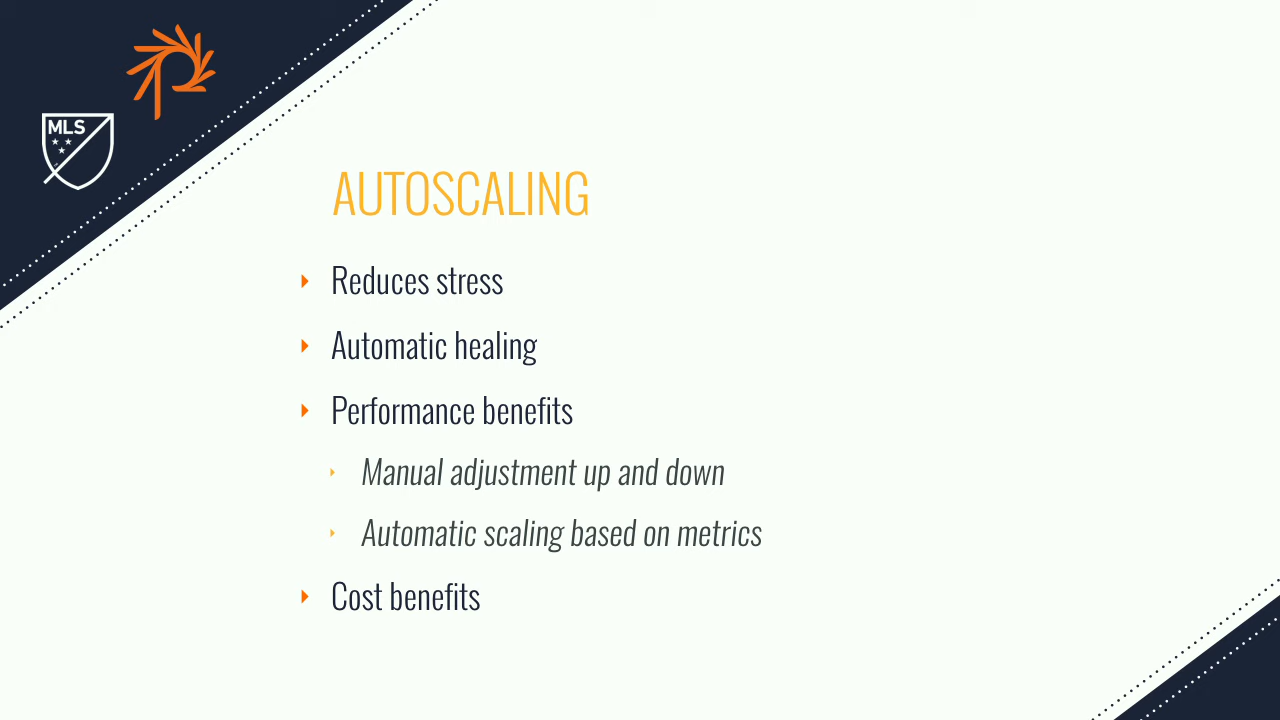 MLS
AUTOSCALING
Reduces stress
Automatic healing
Performance benefits
Manual adjustment up and down
Automatic scaling based on metrics
Cost benefits